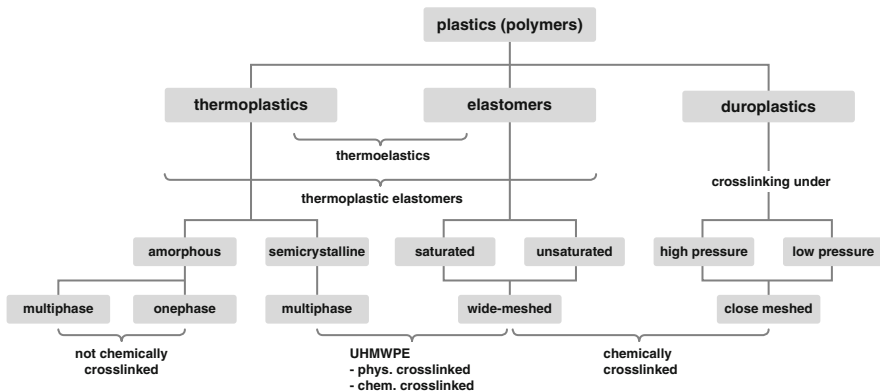 plastics (polymers)
thermoplastics
elastomers
duroplastics
thermoelastics
thermoplastic elastomers
crosslinking under
amorphous
semicrystalline
saturated
unsaturated
high pressure
low pressure
multiphase
onephase
multiphase
wide-meshed
close meshed
not chemically
crosslinked
UHMWPE
- phys. crosslinked
- chem. crosslinked
chemically
crosslinked